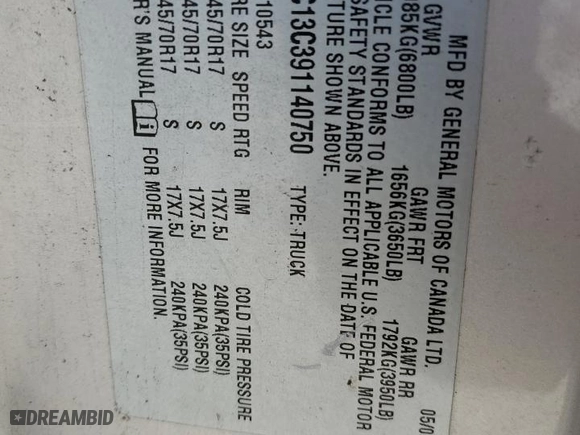 MFD BY GENERAL MOTORS OF CANADA LTD. 05/0
GVWR GAWR FRT GAWR RR
085KG(6800LB) 1656KG(3650LB) 1792KG(3950LB)
ICLE CONFORMS TO ALL APPLICABLE U.S. FEDERAL MOTOR
SAFETY STANDARDS IN EFFECT ON THE DATE OF
TURE SHOWN ABOVE.
C13C391140750 TYPE: TRUCK
10543
RE SIZE SPEED RTG RIM COLD TIRE PRESSURE
45/70R17 S 17X7.5J 240KPA(35PSI)
45/70R17 S 17X7.5J 240KPA(35PSI)
45/70R17 S 17X7.5J 240KPA(35PSI)
R'S MANUAL i FOR MORE INFORMATION.
DREAMBID